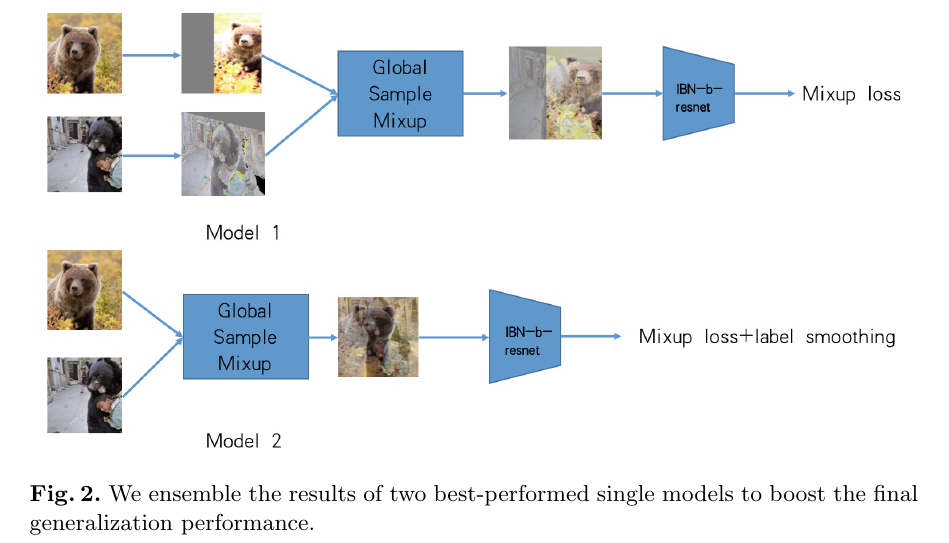 Global
Sample
Mixup
IBN-b-
resnet
Mixup loss
Model 1
Global
Sample
Mixup
IBN-b-
resnet
Mixup loss+label smoothing
Model 2
Fig. 2. We ensemble the results of two best-performed single models to boost the final
generalization performance.